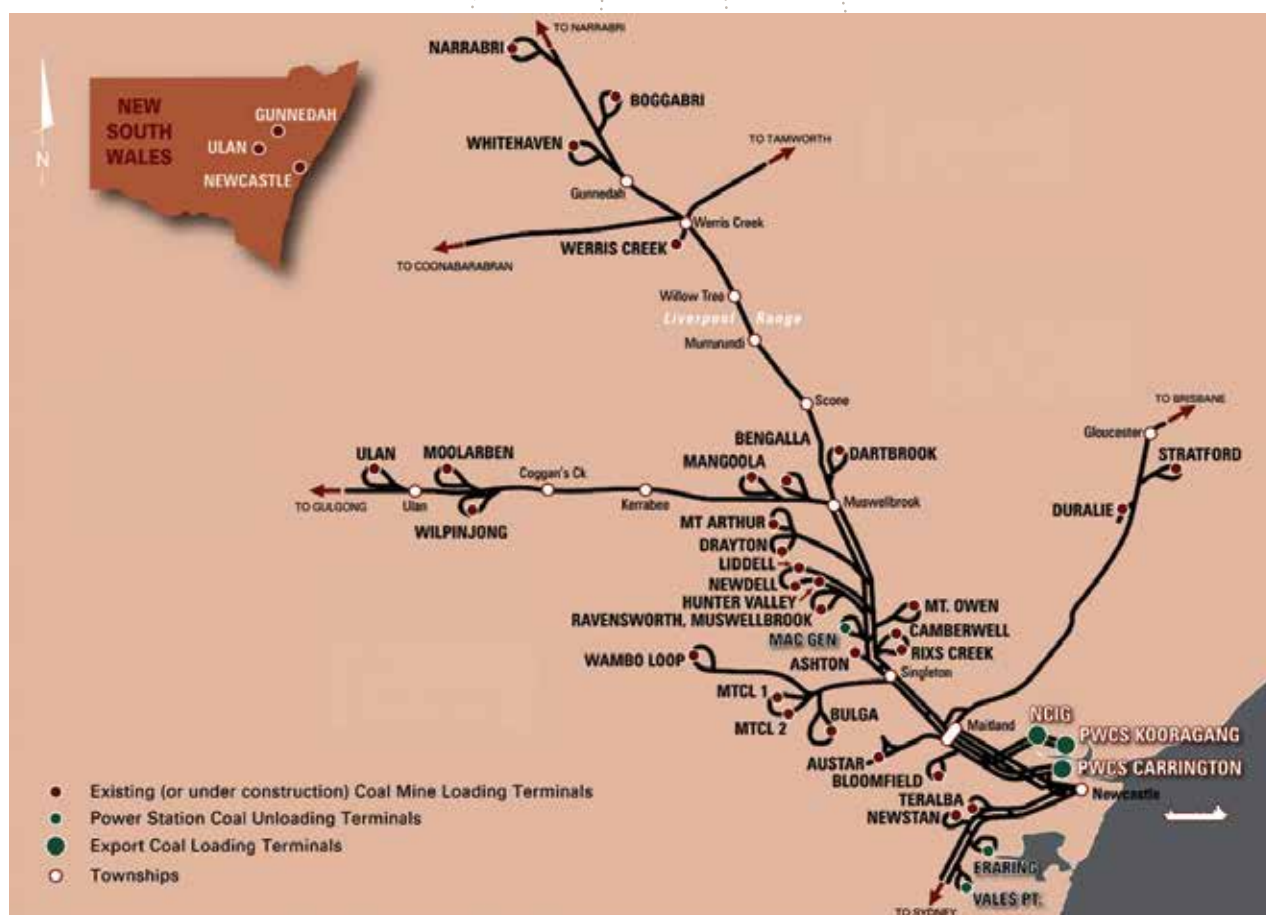 TO NARRABRI
NARRABRI
BOGGABRI
NEW
SOUTH
WALES
GUNNEDAH
ULAN
NEWCASTLE
N
WHITEHAVEN
TO TAMWORTH
Gunnedah
Werris Creek
WERRIS CREEK
TO COONABARABRAN
Willow Tree
Liverpool Range
Murrurundi
Scone
TO BRISBANE
Gloucester
BENGALLA
DARTBROOK
STRATFORD
ULAN
MOOLARBEN
MANGOOLA
Coggan's Ck
TO GULGONG
Ulan
Kerrabee
Muswellbrook
DURALIE
WILPINJONG
MT ARTHUR
DRAYTON
LIDDELL
NEWDELL
HUNTER VALLEY
MT. OWEN
RAVENSWORTH, MUSWELLBROOK
CAMBERWELL
MAC GEN
RIXS CREEK
WAMBO LOOP
ASHTON
Singleton
MTCL 1
MTCL 2
BULGA
Maitland
NCIG
PWCS KOORAGANG
AUSTAR
PWCS CARRINGTON
BLOOMFIELD
Newcastle
TERALBA
NEWSTAN
ERARING
VALES PT.
TO SYDNEY
Existing (or under construction) Coal Mine Loading Terminals
Power Station Coal Unloading Terminals
Export Coal Loading Terminals
Townships